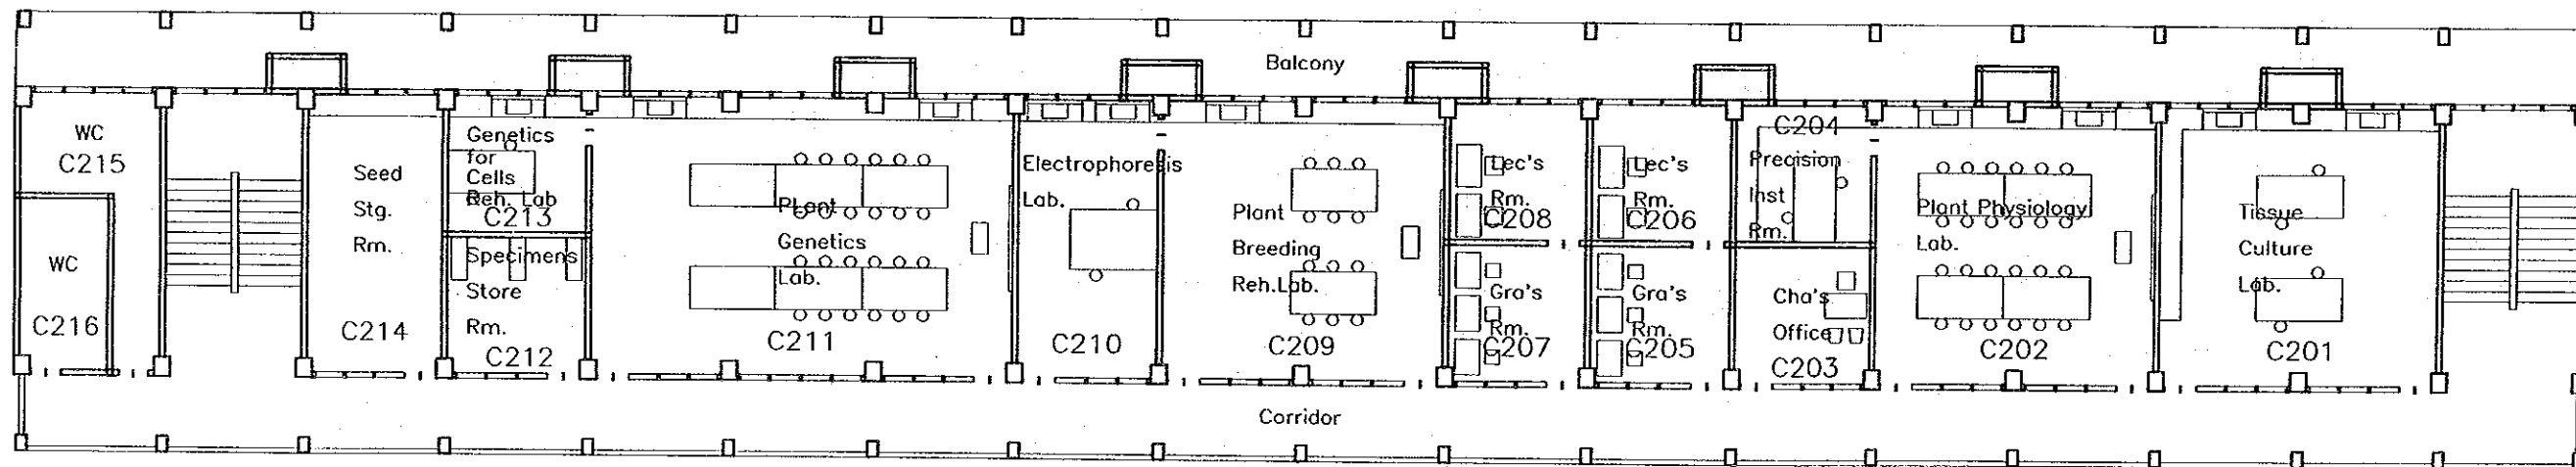 Balcony
WC
C215
WC
C216
Seed
Stg.
Rm.
C214
Genetics
for
Cells
Reh. Lab
C213
Specimens
Store
Rm.
C212
Plant
Genetics
Lab.
C211
Electrophoresis
Lab.
C210
Plant
Breeding
Reh.Lab.
C209
Lec's
Rm.
C208
Gra's
Rm.
C207
Lec's
Rm.
C206
Gra's
Rm.
C205
C204
Precision
Inst
Rm.
Cha's
Office
C203
Plant Physiology
Lab.
C202
Tissue
Culture
Lab.
C201
Corridor